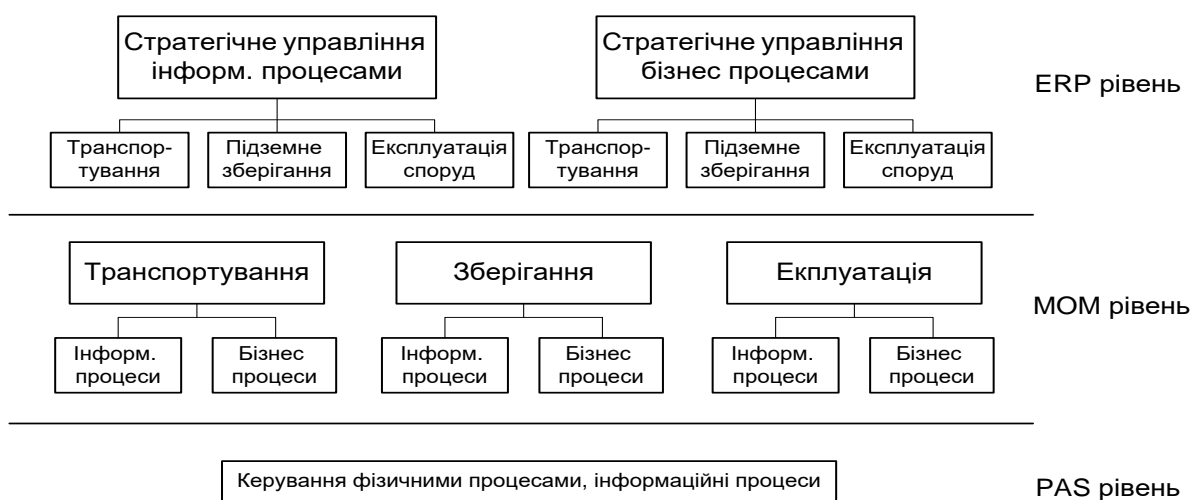 Стратегічне управління
інформ. процесами
Стратегічне управління
бізнес процесами
ERP рівень
Транспор-
тування
Підземне
зберігання
Експлуатація
споруд
Транспор-
тування
Підземне
зберігання
Експлуатація
споруд
Транспортування
Зберігання
Екплуатація
МОМ рівень
Інформ.
процеси
Бізнес
процеси
Інформ.
процеси
Бізнес
процеси
Інформ.
процеси
Бізнес
процеси
Керування фізичними процесами, інформаційні процеси
PAS рівень